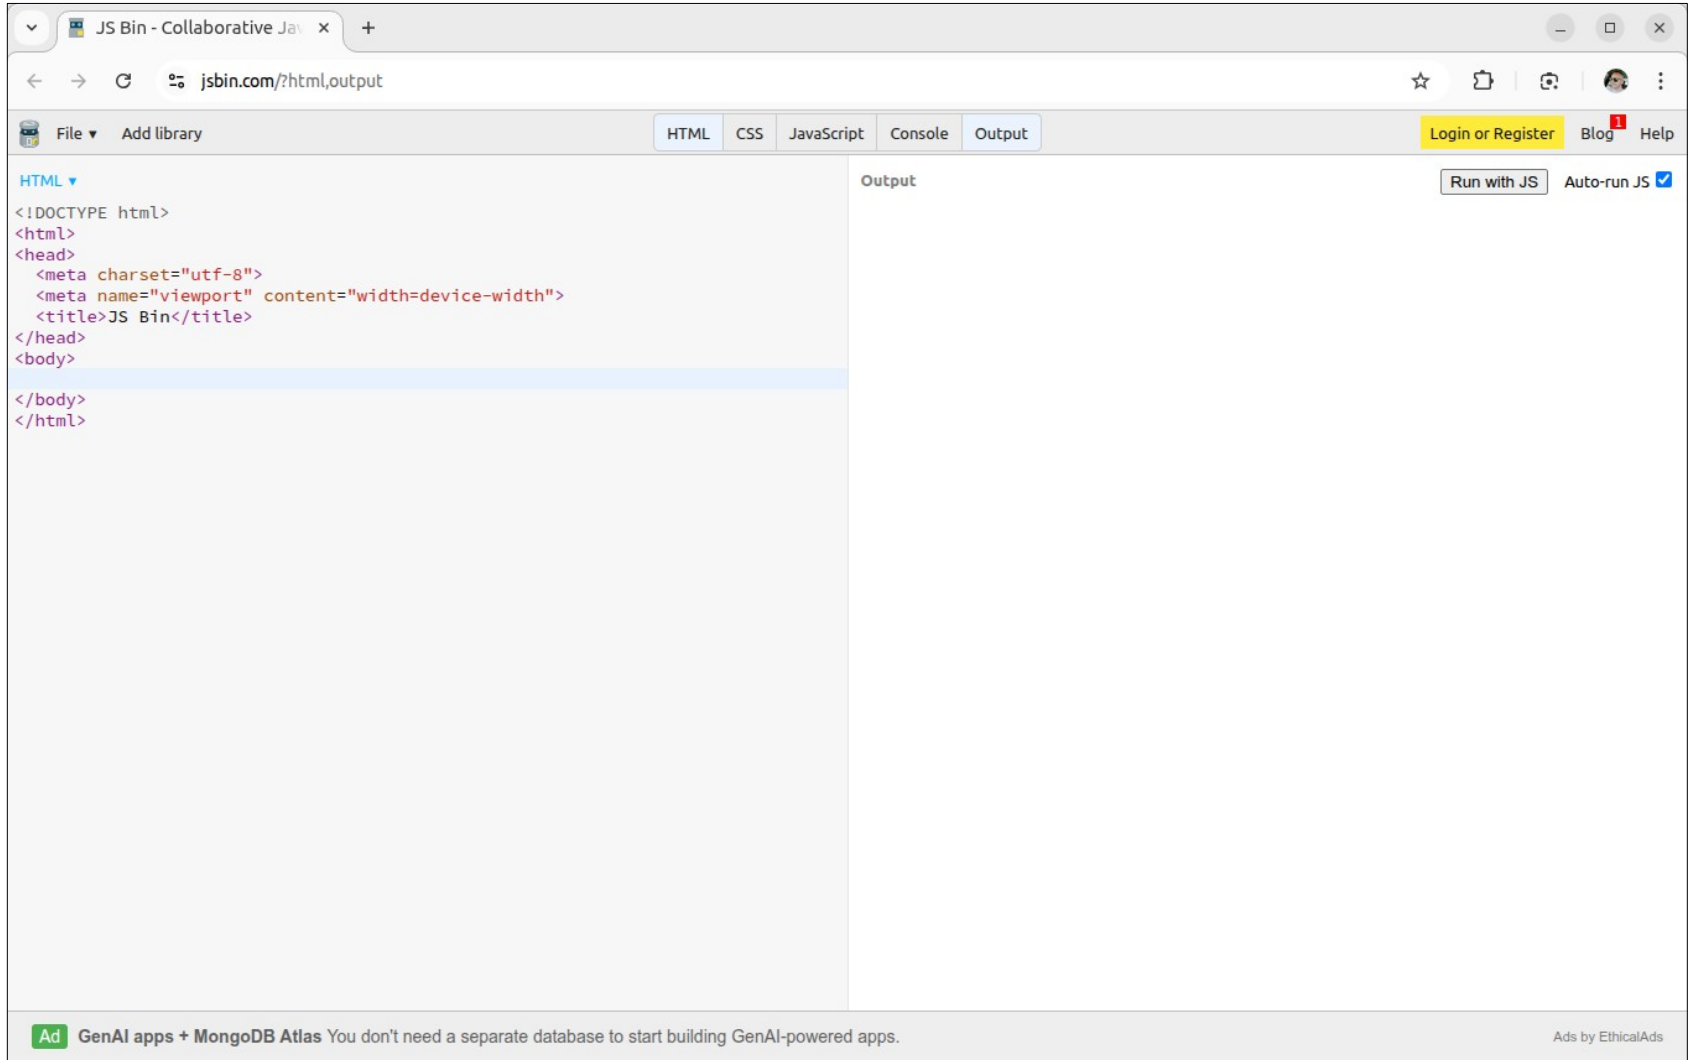 JS Bin - Collaborative Jav
jsbin.com/?html,output
File ▾ Add library HTML CSS JavaScript Console Output Login or Register Blog 1 Help
HTML ▾
Output Run with JS Auto-run JS
<!DOCTYPE html>
<html>
<head>
  <meta charset="utf-8">
  <meta name="viewport" content="width=device-width">
  <title>JS Bin</title>
</head>
<body>
</body>
</html>
Ad GenAI apps + MongoDB Atlas You don't need a separate database to start building GenAI-powered apps. Ads by EthicalAds